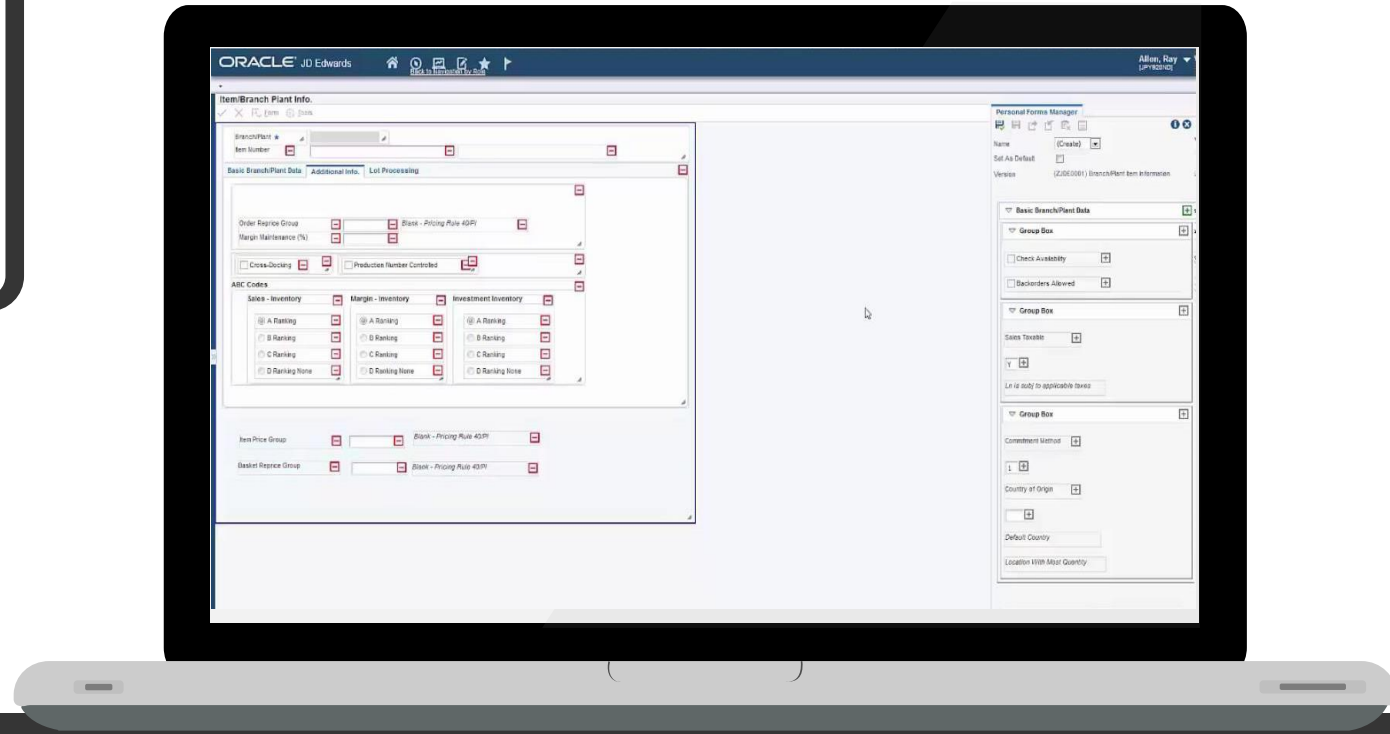 ORACLE JD Edwards
Back to Navigation by Role
Allen, Ray
[JPY920ND]
Item/Branch Plant Info.
Form
Tools
Branch/Plant
Item Number
Basic Branch/Plant Data Additional Info. Lot Processing
Order Reprice Group Blank - Pricing Rule 40/PI
Margin Maintenance (%)
Cross-Docking Production Number Controlled
ABC Codes
Sales - Inventory Margin - Inventory Investment Inventory
A Ranking A Ranking A Ranking
B Ranking B Ranking B Ranking
C Ranking C Ranking C Ranking
D Ranking None D Ranking None D Ranking None
Item Price Group Blank - Pricing Rule 40/PI
Basket Reprice Group Blank - Pricing Rule 40/PI
Personal Forms Manager
Name (Create)
Set As Default
Version (ZJDE0001) Branch/Plant Item Information
Basic Branch/Plant Data
Group Box
Check Availability
Backorders Allowed
Group Box
Sales Taxable
Y
Ln is subj to applicable taxes
Group Box
Commitment Method
1
Country of Origin
Default Country
Location With Most Quantity